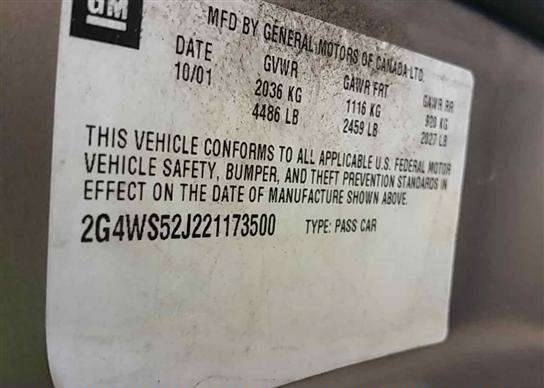 GM
MFD BY GENERAL MOTORS OF CANADA LTD.
DATE GVWR GAWR FRT GAWR RR
10/01 2036 KG 1116 KG 920 KG
4486 LB 2459 LB 2027 LB
THIS VEHICLE CONFORMS TO ALL APPLICABLE U.S. FEDERAL MOTOR
VEHICLE SAFETY, BUMPER, AND THEFT PREVENTION STANDARDS IN
EFFECT ON THE DATE OF MANUFACTURE SHOWN ABOVE.
2G4WS52J221173500 TYPE: PASS CAR